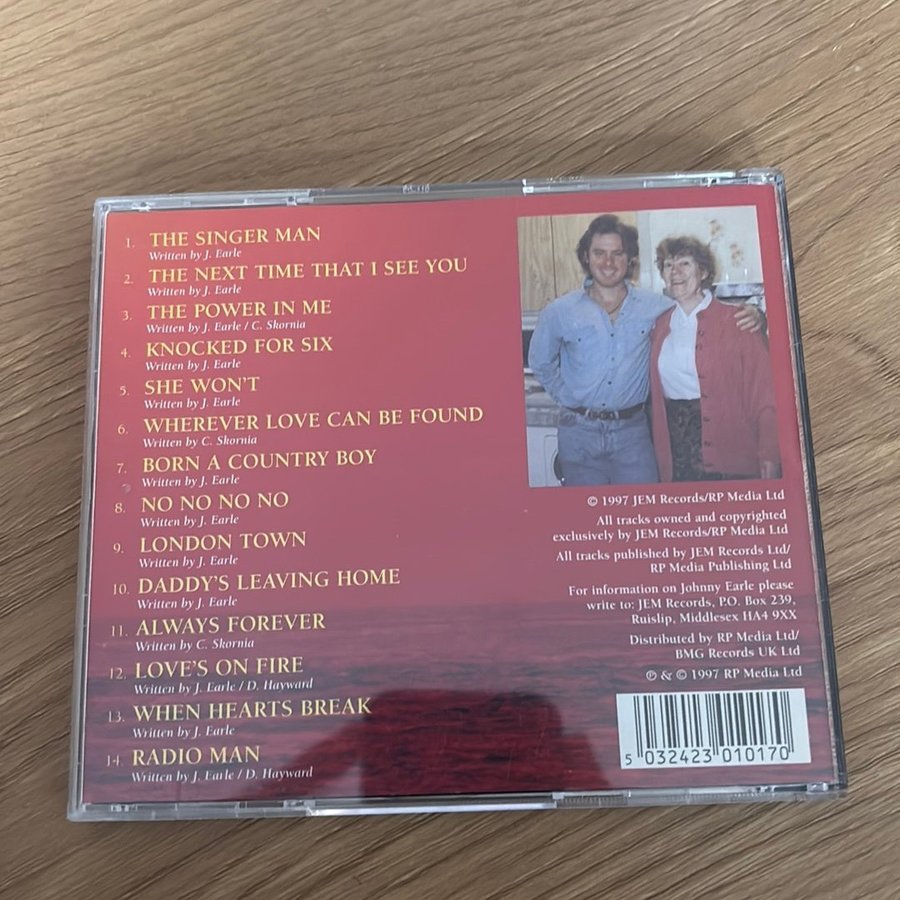 1. THE SINGER MAN
Written by J. Earle
2. THE NEXT TIME THAT I SEE YOU
Written by J. Earle
3. THE POWER IN ME
Written by J. Earle / C. Skornia
4. KNOCKED FOR SIX
Written by J. Earle
5. SHE WON'T
Written by J. Earle
6. WHEREVER LOVE CAN BE FOUND
Written by C. Skornia
7. BORN A COUNTRY BOY
Written by J. Earle
8. NO NO NO NO
Written by J. Earle
9. LONDON TOWN
Written by J. Earle
10. DADDY'S LEAVING HOME
Written by J. Earle
11. ALWAYS FOREVER
Written by C. Skornia
12. LOVE'S ON FIRE
Written by J. Earle / D. Hayward
13. WHEN HEARTS BREAK
Written by J. Earle
14. RADIO MAN
Written by J. Earle / D. Hayward
© 1997 JEM Records/RP Media Ltd
All tracks owned and copyrighted
exclusively by JEM Records/RP Media Ltd
All tracks published by JEM Records Ltd/
RP Media Publishing Ltd
For information on Johnny Earle please
write to: JEM Records, P.O. Box 239,
Ruislip, Middlesex HA4 9XX
Distributed by RP Media Ltd/
BMG Records UK Ltd
℗ & © 1997 RP Media Ltd
5 032423 010170